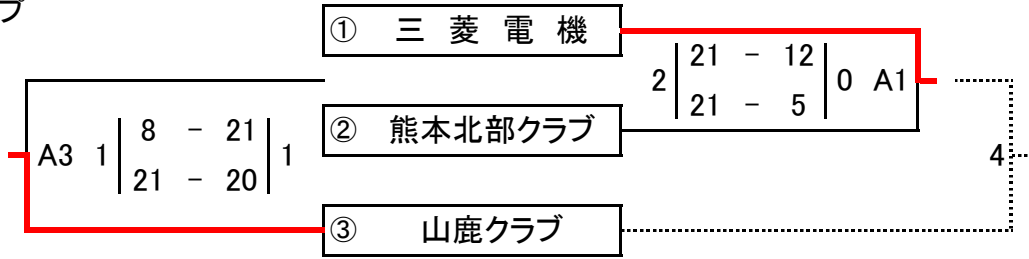 プ
① 三 菱 電 機
2 21 - 12 0 A1
21 - 5
② 熊本北部クラブ
A3 1 8 - 21 1
21 - 20
4
③ 山鹿クラブ